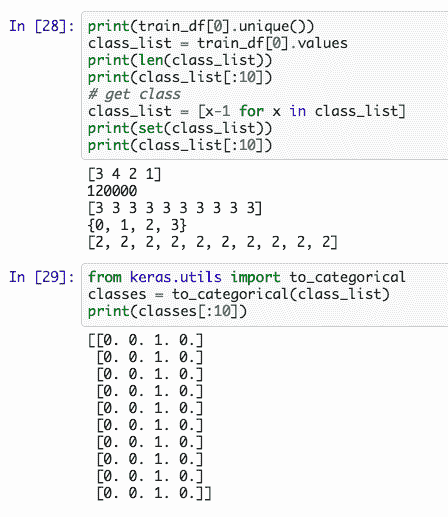 In [28]: print(train_df[0].unique())
class_list = train_df[0].values
print(len(class_list))
print(class_list[:10])
# get class
class_list = [x-1 for x in class_list]
print(set(class_list))
print(class_list[:10])
[3 4 2 1]
120000
[3 3 3 3 3 3 3 3 3 3]
{0, 1, 2, 3}
[2, 2, 2, 2, 2, 2, 2, 2, 2, 2]
In [29]: from keras.utils import to_categorical
classes = to_categorical(class_list)
print(classes[:10])
[[0. 0. 1. 0.]
[0. 0. 1. 0.]
[0. 0. 1. 0.]
[0. 0. 1. 0.]
[0. 0. 1. 0.]
[0. 0. 1. 0.]
[0. 0. 1. 0.]
[0. 0. 1. 0.]
[0. 0. 1. 0.]
[0. 0. 1. 0.]]